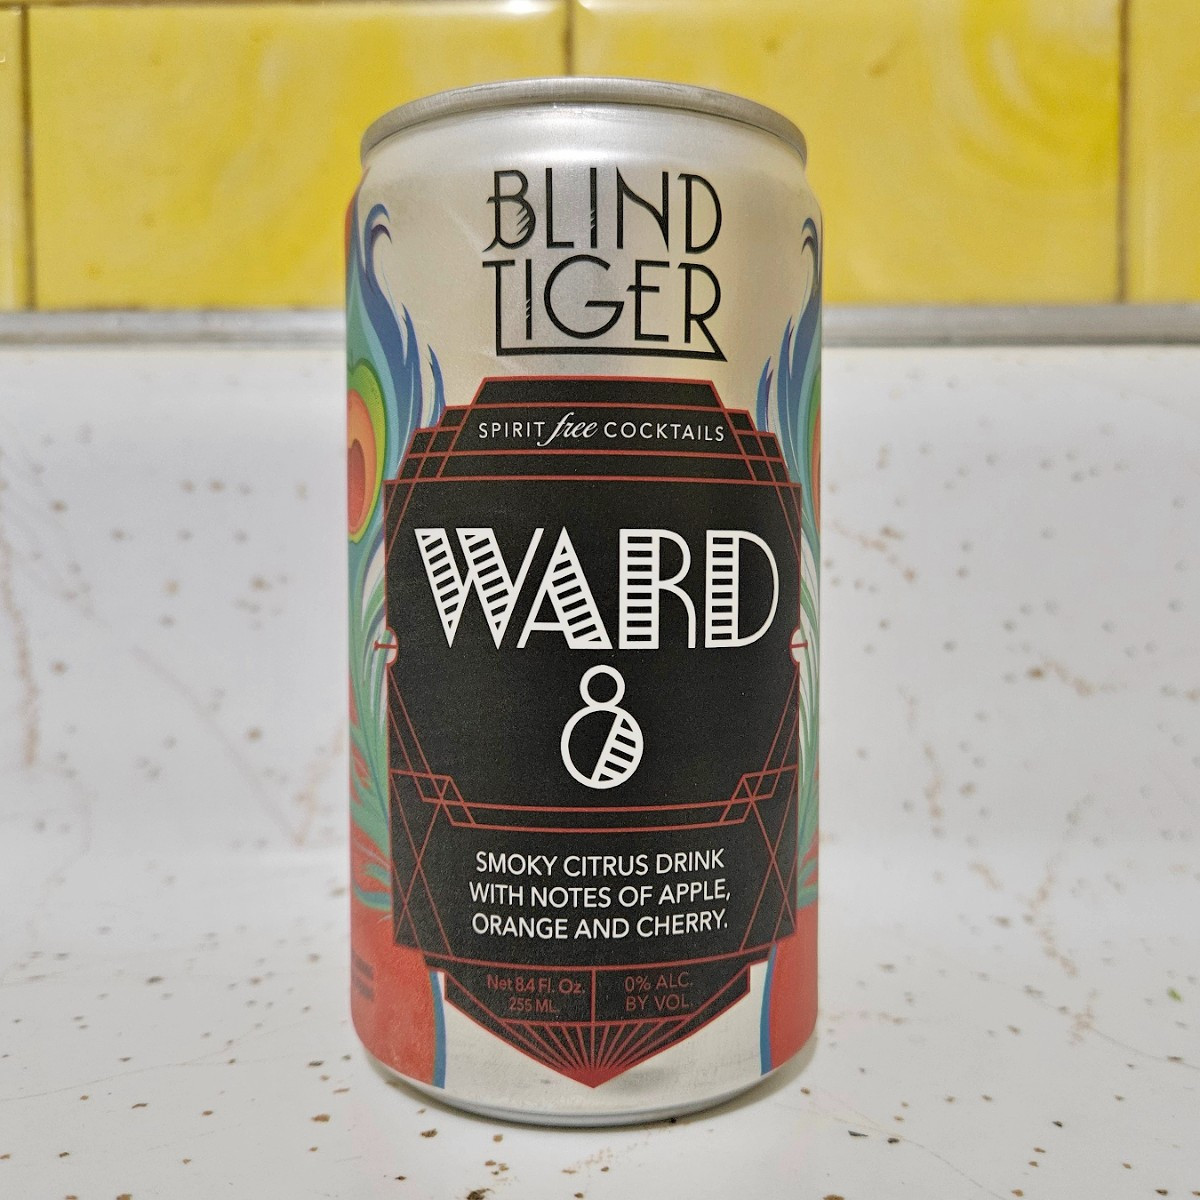 BLIND
TIGER
SPIRIT free COCKTAILS
WARD
8
SMOKY CITRUS DRINK
WITH NOTES OF APPLE,
ORANGE AND CHERRY.
Net 8.4 Fl. Oz.
255 ML.
0% ALC.
BY VOL.